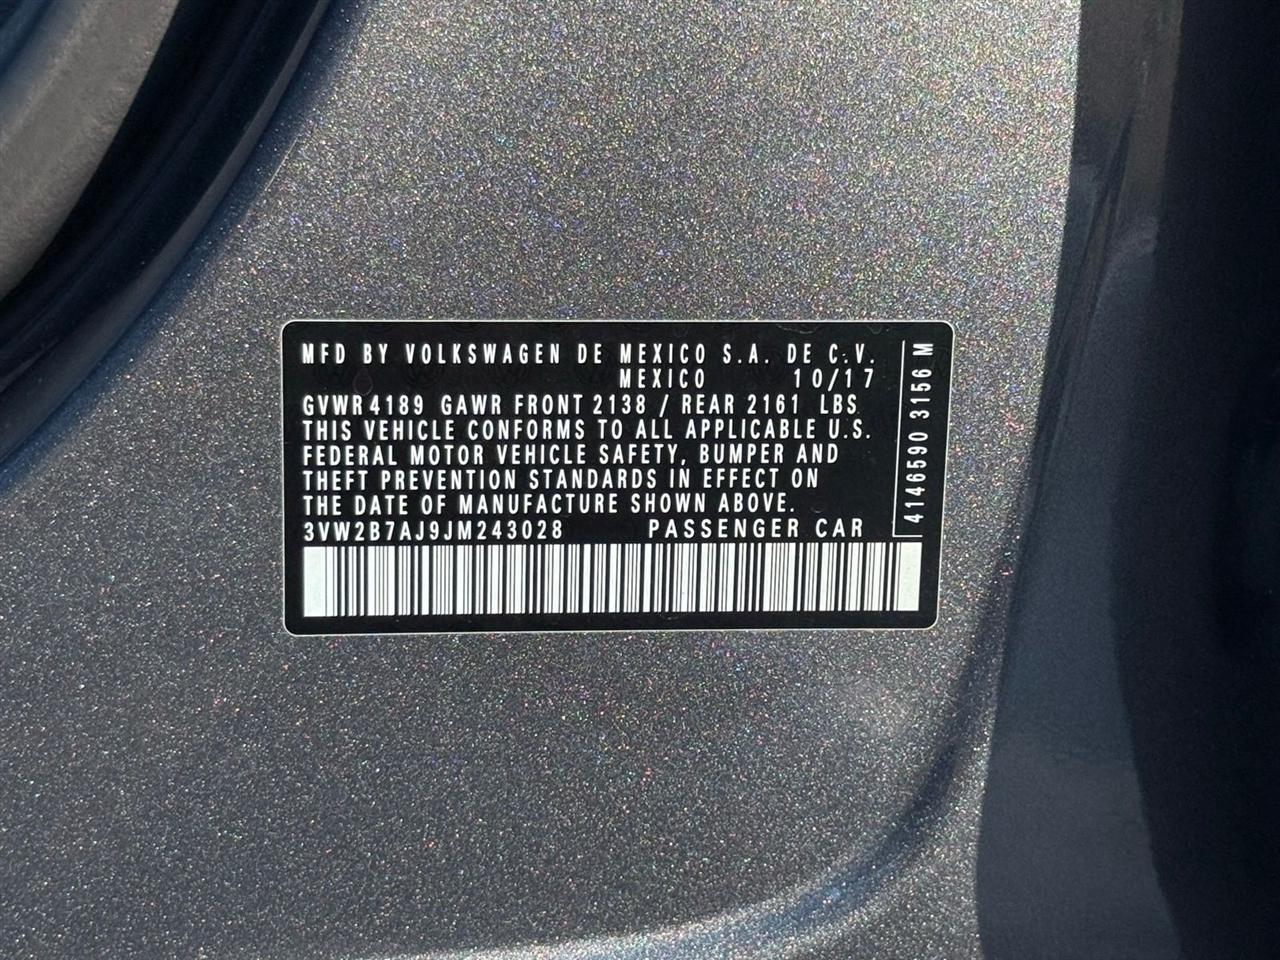 MFD BY VOLKSWAGEN DE MEXICO S.A. DE C.V.
MEXICO 10/17
GVWR 4189 GAWR FRONT 2138 / REAR 2161 LBS
THIS VEHICLE CONFORMS TO ALL APPLICABLE U.S.
FEDERAL MOTOR VEHICLE SAFETY, BUMPER AND
THEFT PREVENTION STANDARDS IN EFFECT ON
THE DATE OF MANUFACTURE SHOWN ABOVE.
3VW2B7AJ9JM243028 PASSENGER CAR
4146590 3156 M